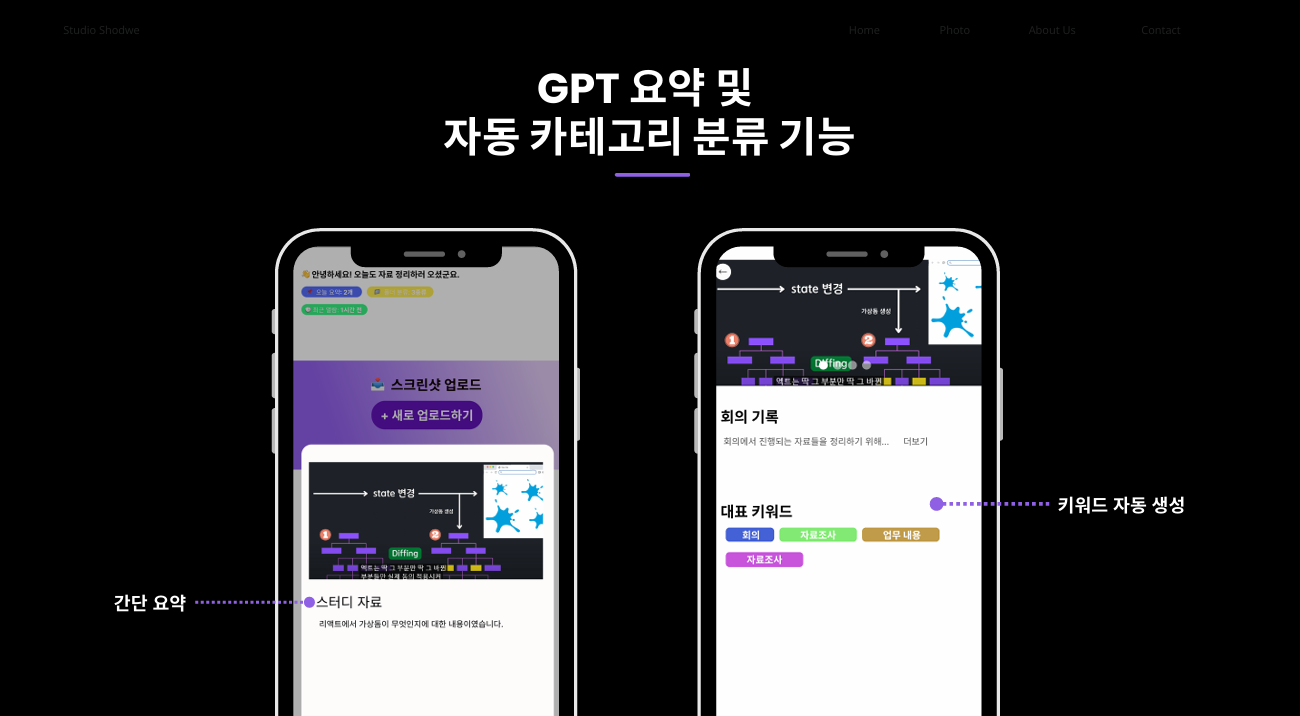 Studio Shodwe
Home
Photo
About Us
Contact
GPT 요약 및
자동 카테고리 분류 기능
안녕하세요! 오늘도 자료 정리하러 오셨군요.
오늘 요약: 2개
1시간 전
스크린샷 업로드
+ 새로 업로드하기
state 변경
가상돔 생성
1
2
Diffing
액트는 딱 그 부분만 딱 그 바뀐
부분들만 실제 돔의 적용시켜
스터디 자료
리액트에서 가상돔이 무엇인지에 대한 내용이였습니다.
간단 요약
state 변경
가상돔 생성
1
2
Diffing
액트는 딱 그 부분만 딱 그 바뀐
회의 기록
회의에서 진행되는 자료들을 정리하기 위해...
더보기
대표 키워드
회의
자료조사
업무 내용
자료조사
키워드 자동 생성